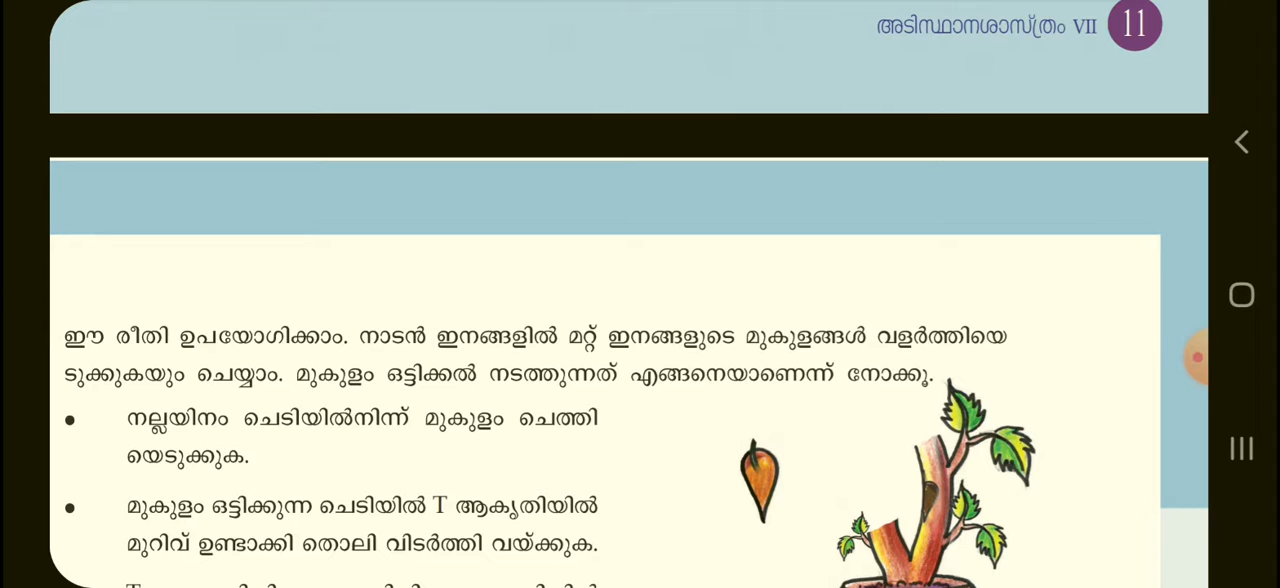 അടിസ്ഥാനശാസ്ത്രം VII 11
ഈ രീതി ഉപയോഗിക്കാം. നാടൻ ഇനങ്ങളിൽ മറ്റ് ഇനങ്ങളുടെ മുകുളങ്ങൾ വളർത്തിയെ
ടുക്കുകയും ചെയ്യാം. മുകുളം ഒട്ടിക്കൽ നടത്തുന്നത് എങ്ങനെയാണെന്ന് നോക്കൂ.
● നല്ലയിനം ചെടിയിൽനിന്ന് മുകുളം ചെത്തി
യെടുക്കുക.
● മുകുളം ഒട്ടിക്കുന്ന ചെടിയിൽ T ആകൃതിയിൽ
മുറിവ് ഉണ്ടാക്കി തൊലി വിടർത്തി വയ്ക്കുക.